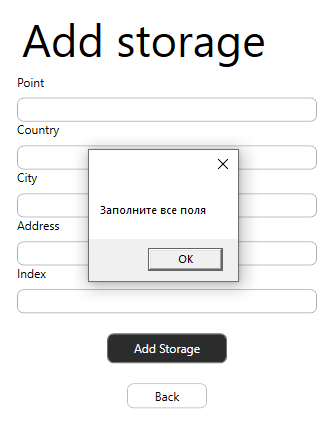 Add storage
Point
Country
City
Заполните все поля
Address
OK
Index
Add Storage
Back